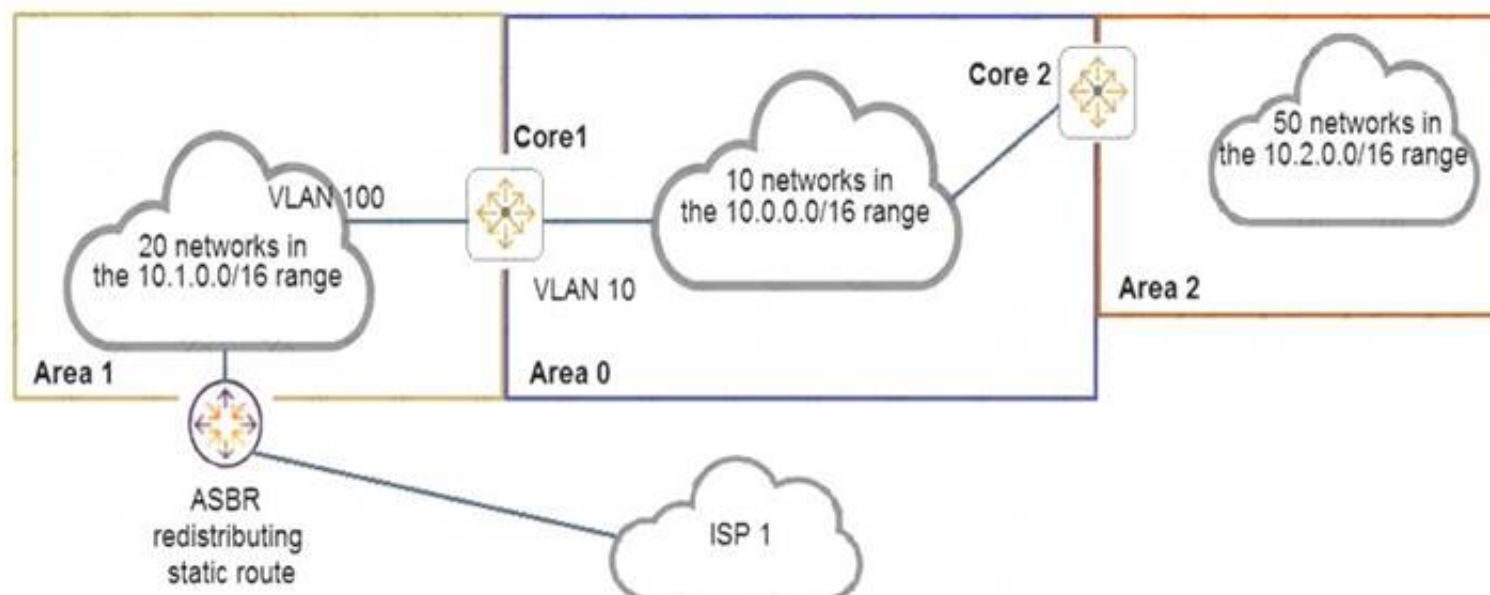 Core 2
50 networks in
the 10.2.0.0/16 range
Core1
VLAN 100
10 networks in
the 10.0.0.0/16 range
20 networks in
the 10.1.0.0/16 range
VLAN 10
Area 2
Area 1
Area 0
ASBR
redistributing
static route
ISP 1